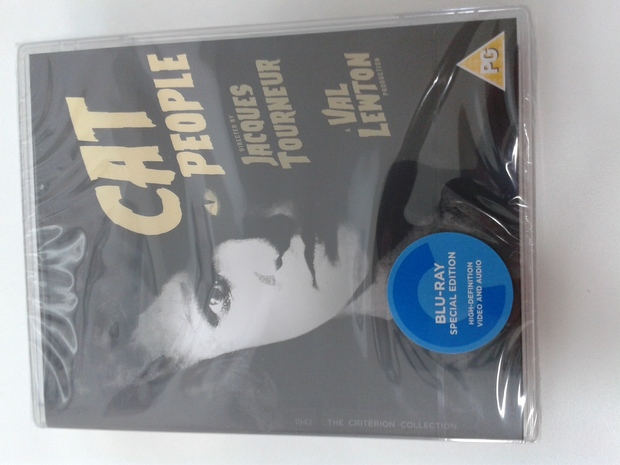 CAT
PEOPLE
DIRECTED BY
JACQUES
TOURNEUR
A
VAL
LEWTON
PRODUCTION
PG
BLU-RAY
SPECIAL EDITION
HIGH-DEFINITION
VIDEO AND AUDIO
THE CRITERION COLLECTION